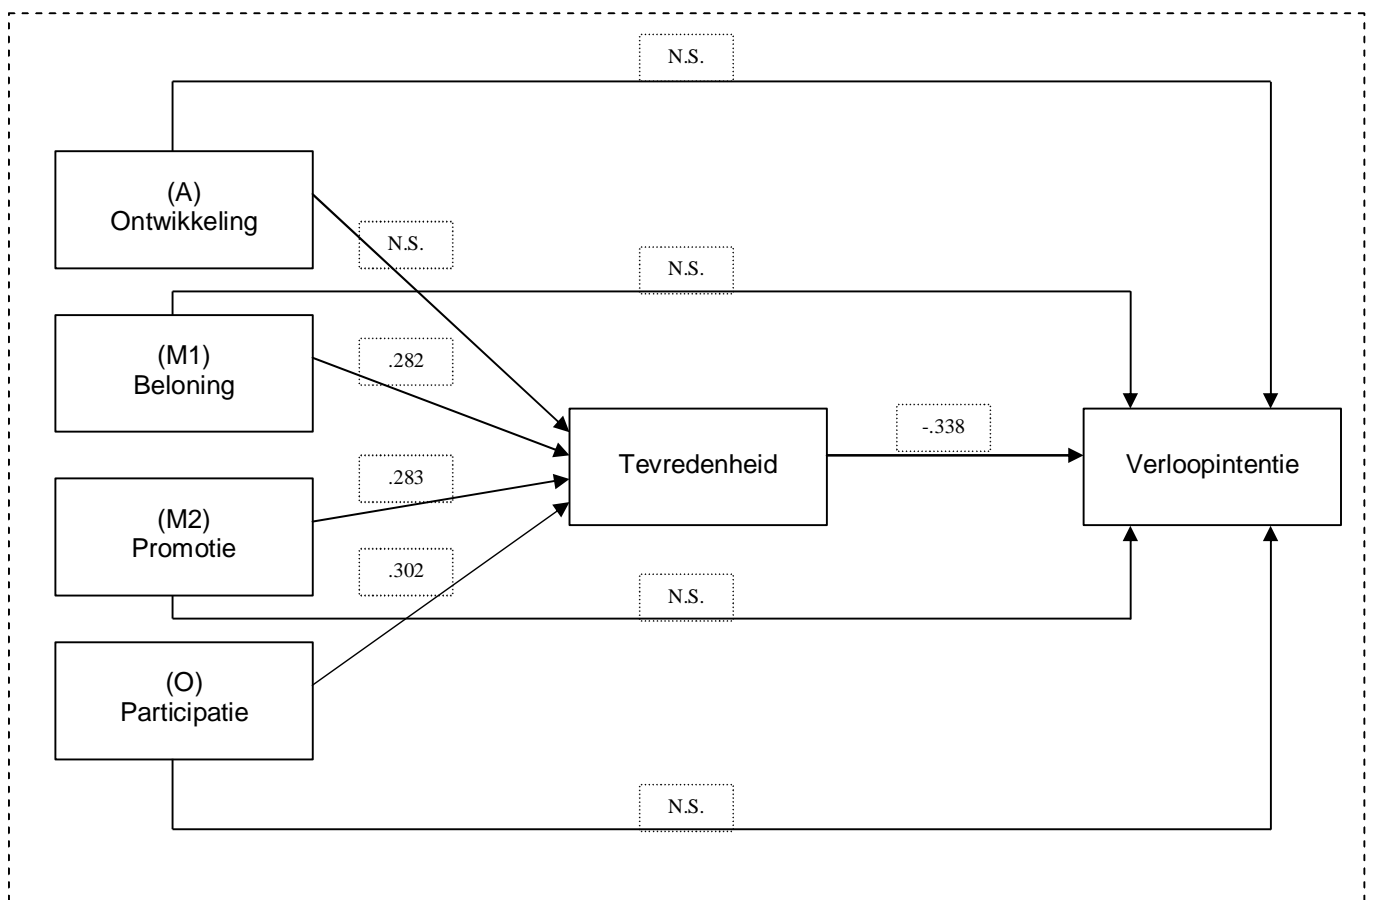 N.S.
(A)
Ontwikkeling
N.S.
N.S.
(M1)
Beloning
.282
-.338
Tevredenheid
Verloopintentie
.283
(M2)
Promotie
.302
N.S.
(O)
Participatie
N.S.